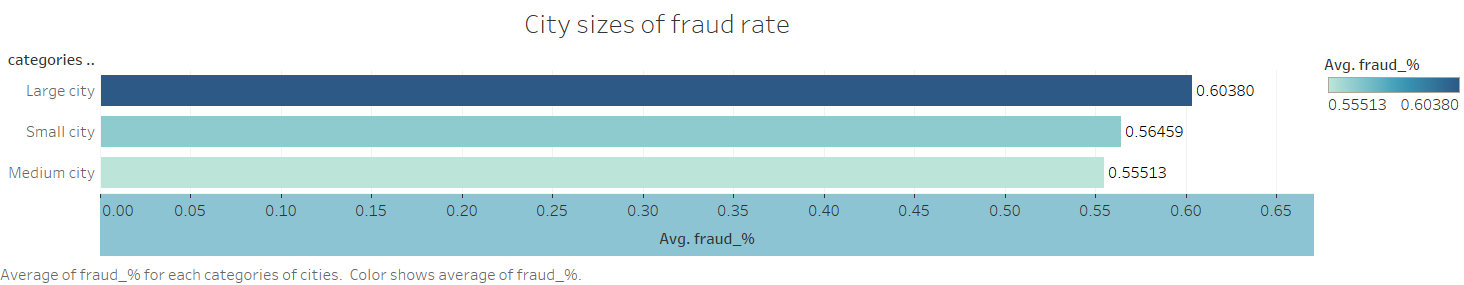 City sizes of fraud rate
categories ..
Large city
0.60380
Small city
0.56459
Medium city
0.55513
0.00 0.05 0.10 0.15 0.20 0.25 0.30 0.35 0.40 0.45 0.50 0.55 0.60 0.65
Avg. fraud_%
Average of fraud_% for each categories of cities. Color shows average of fraud_%.
Avg. fraud_%
0.55513 0.60380